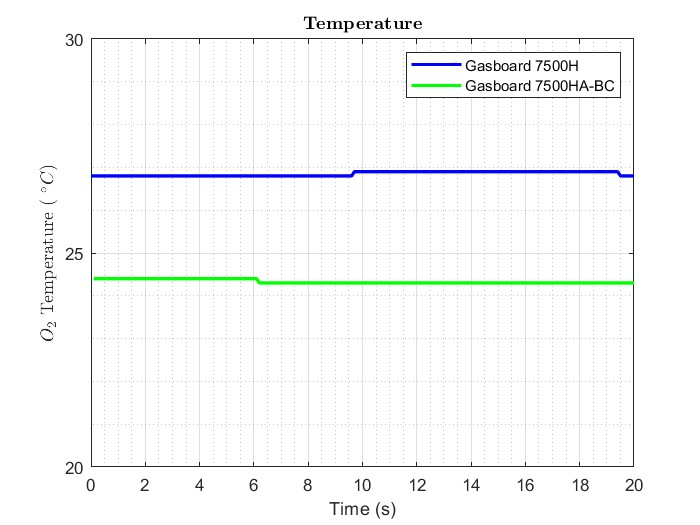 Temperature
30
Gasboard 7500H
Gasboard 7500HA-BC
O₂ Temperature ( °C)
25
20
0 2 4 6 8 10 12 14 16 18 20
Time (s)